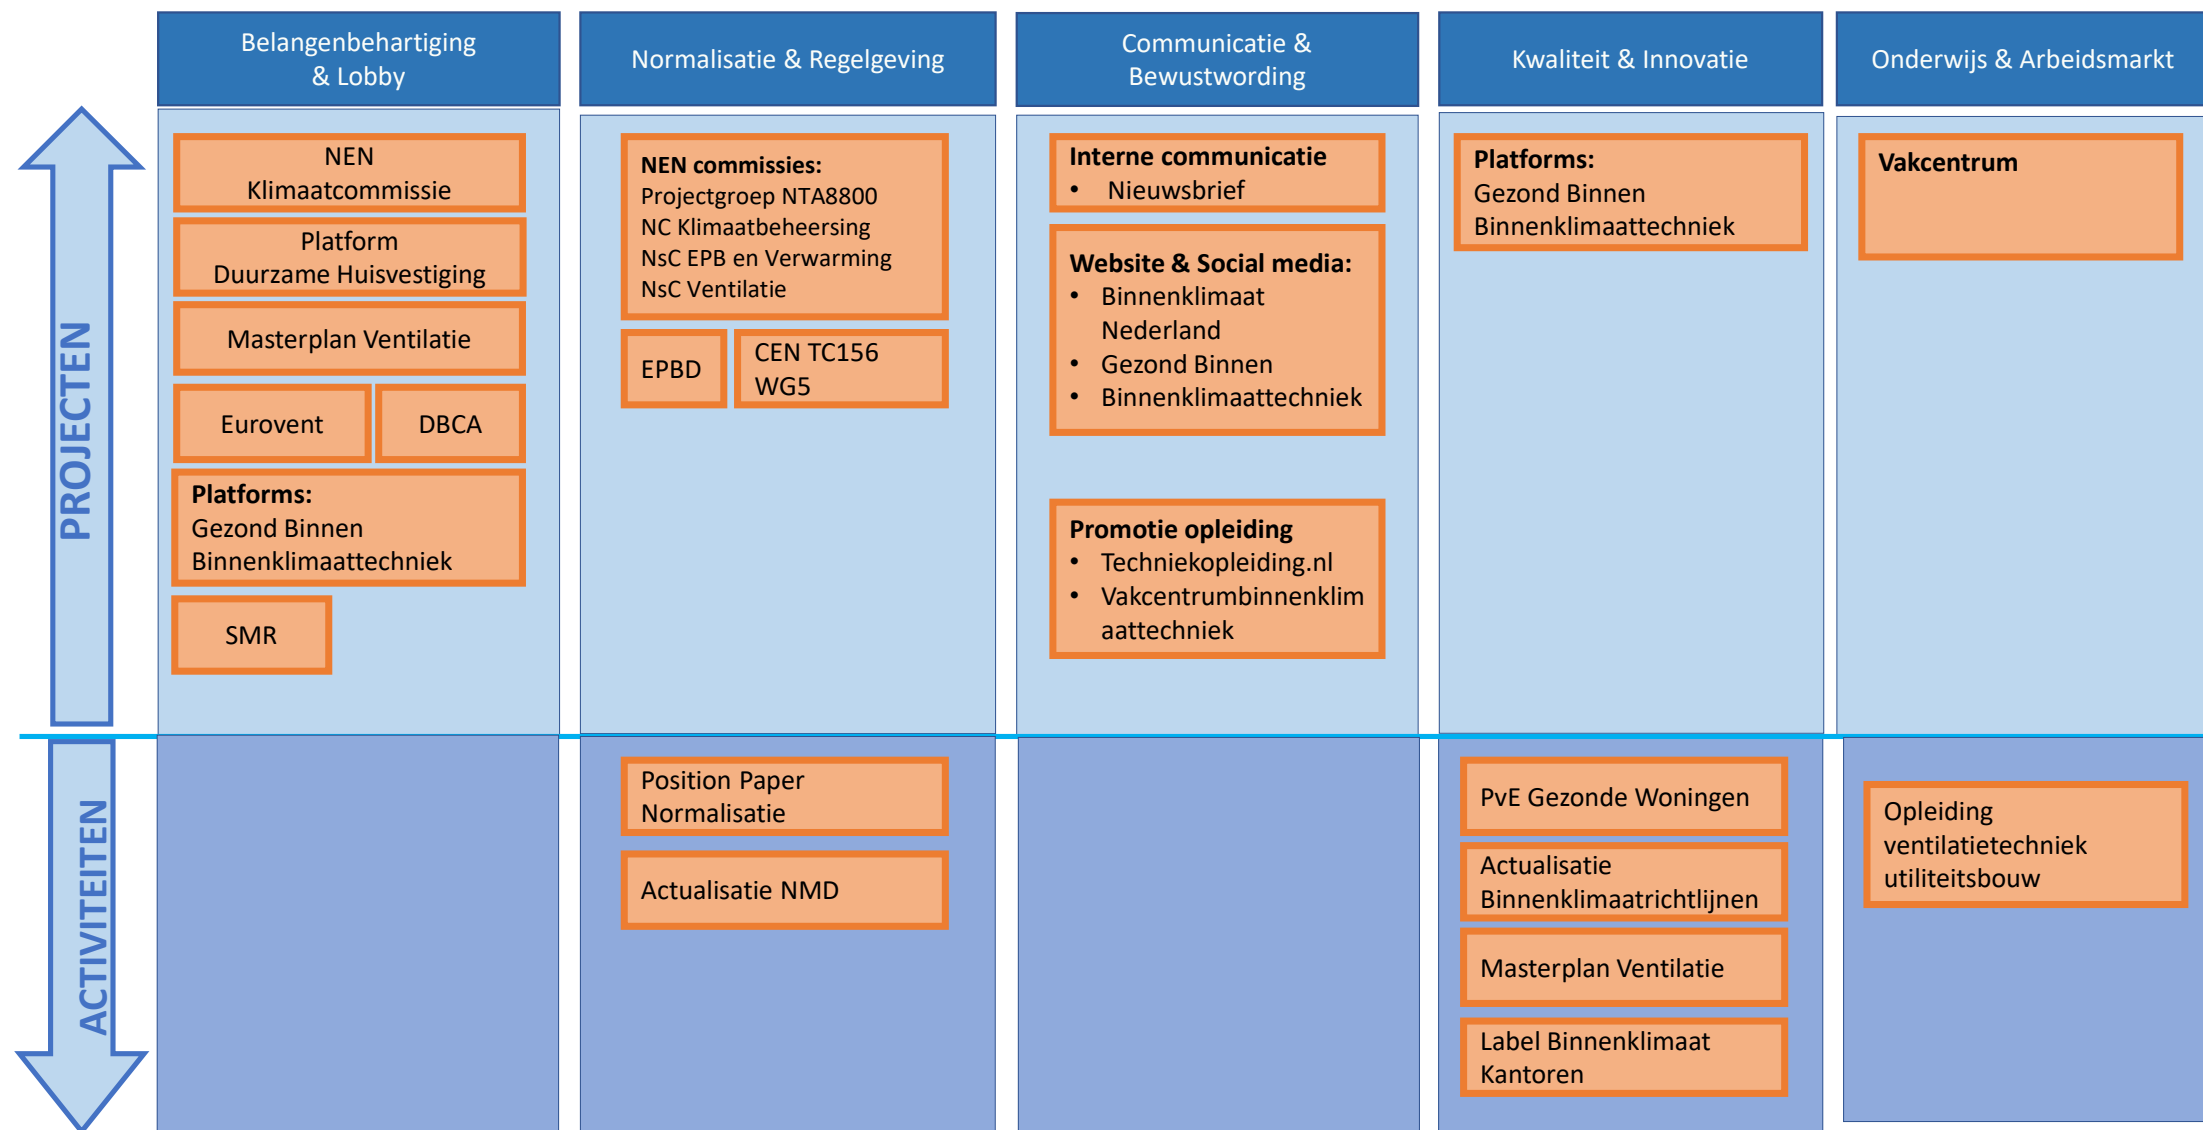 Belangenbehartiging
& Lobby
Normalisatie & Regelgeving
Communicatie &
Bewustwording
Kwaliteit & Innovatie
Onderwijs & Arbeidsmarkt
PROJECTEN
NEN
Klimaatcommissie
Platform
Duurzame Huisvestiging
Masterplan Ventilatie
Eurovent
DBCA
Platforms:
Gezond Binnen
Binnenklimaattechniek
SMR
NEN commissies:
Projectgroep NTA8800
NC Klimaatbeheersing
NsC EPB en Verwarming
NsC Ventilatie
EPBD
CEN TC156
WG5
Interne communicatie
• Nieuwsbrief
Website & Social media:
• Binnenklimaat
Nederland
• Gezond Binnen
• Binnenklimaattechniek
Promotie opleiding
• Techniekopleiding.nl
• Vakcentrumbinnenklim
aattechniek
Platforms:
Gezond Binnen
Binnenklimaattechniek
Vakcentrum
ACTIVITEITEN
Position Paper
Normalisatie
Actualisatie NMD
PvE Gezonde Woningen
Actualisatie
Binnenklimaatrichtlijnen
Masterplan Ventilatie
Label Binnenklimaat
Kantoren
Opleiding
ventilatietechniek
utiliteitsbouw